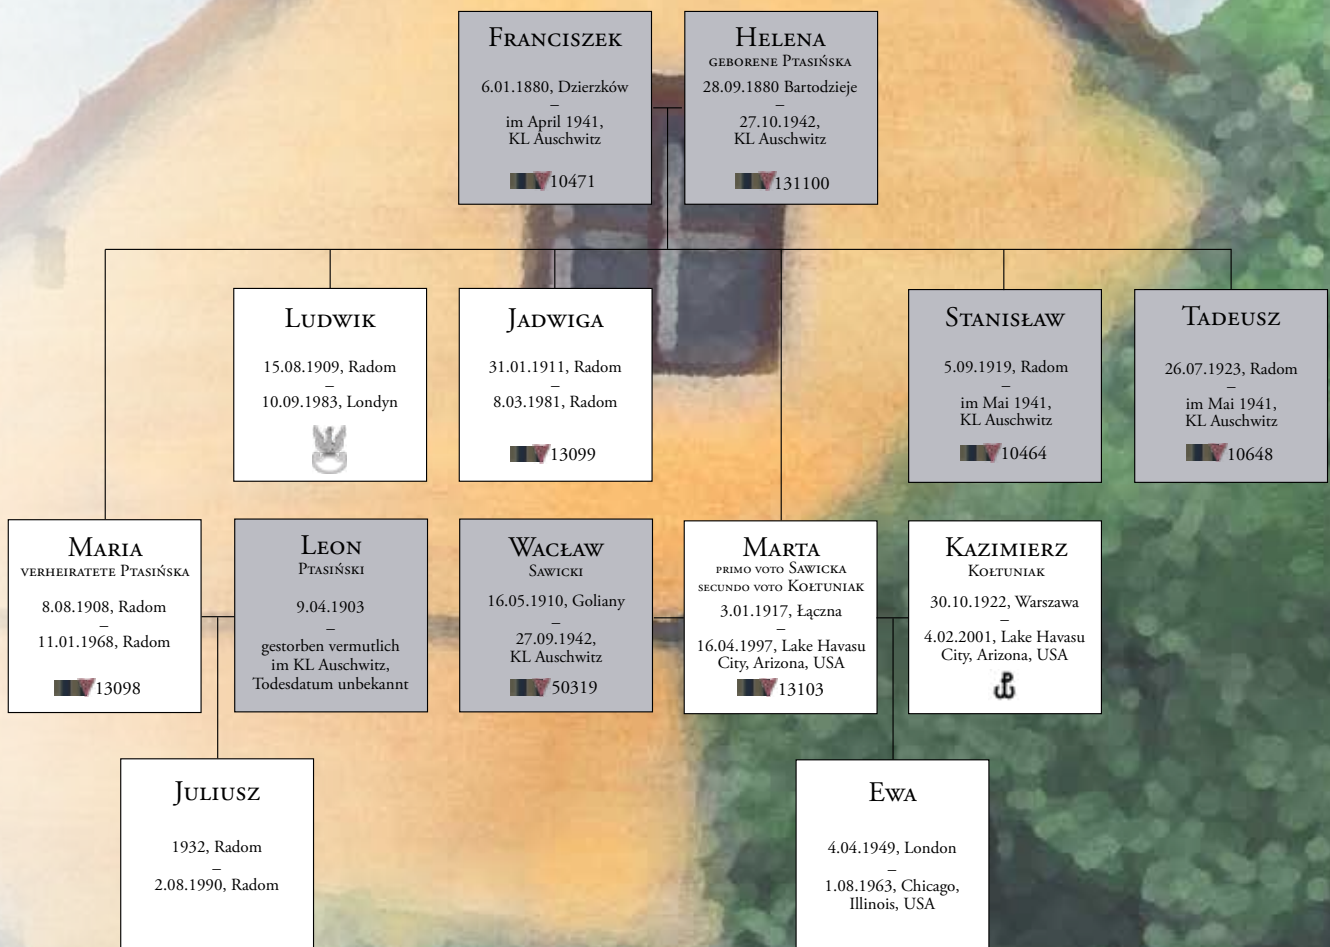 Franciszek
6.01.1880, Dzierzków
–
im April 1941,
KL Auschwitz
10471
Helena
geborene Ptasińska
28.09.1880 Bartodzieje
–
27.10.1942,
KL Auschwitz
131100
Ludwik
15.08.1909, Radom
–
10.09.1983, Londyn
Jadwiga
31.01.1911, Radom
–
8.03.1981, Radom
13099
Stanisław
5.09.1919, Radom
–
im Mai 1941,
KL Auschwitz
10464
Tadeusz
26.07.1923, Radom
–
im Mai 1941,
KL Auschwitz
10648
Maria
verheiratete Ptasińska
8.08.1908, Radom
–
11.01.1968, Radom
13098
Leon
Ptasiński
9.04.1903
–
gestorben vermutlich
im KL Auschwitz,
Todesdatum unbekannt
Wacław
Sawicki
16.05.1910, Goliany
–
27.09.1942,
KL Auschwitz
50319
Marta
primo voto Sawicka
secundo voto Kołtuniak
3.01.1917, Łączna
–
16.04.1997, Lake Havasu
City, Arizona, USA
13103
Kazimierz
Kołtuniak
30.10.1922, Warszawa
–
4.02.2001, Lake Havasu
City, Arizona, USA
Juliusz
1932, Radom
–
2.08.1990, Radom
Ewa
4.04.1949, London
–
1.08.1963, Chicago,
Illinois, USA